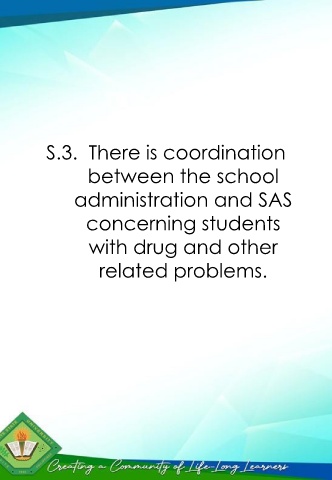 S.3. There is coordination
between the school
administration and SAS
concerning students
with drug and other
related problems.
Creating a Community of Life-Long Learners